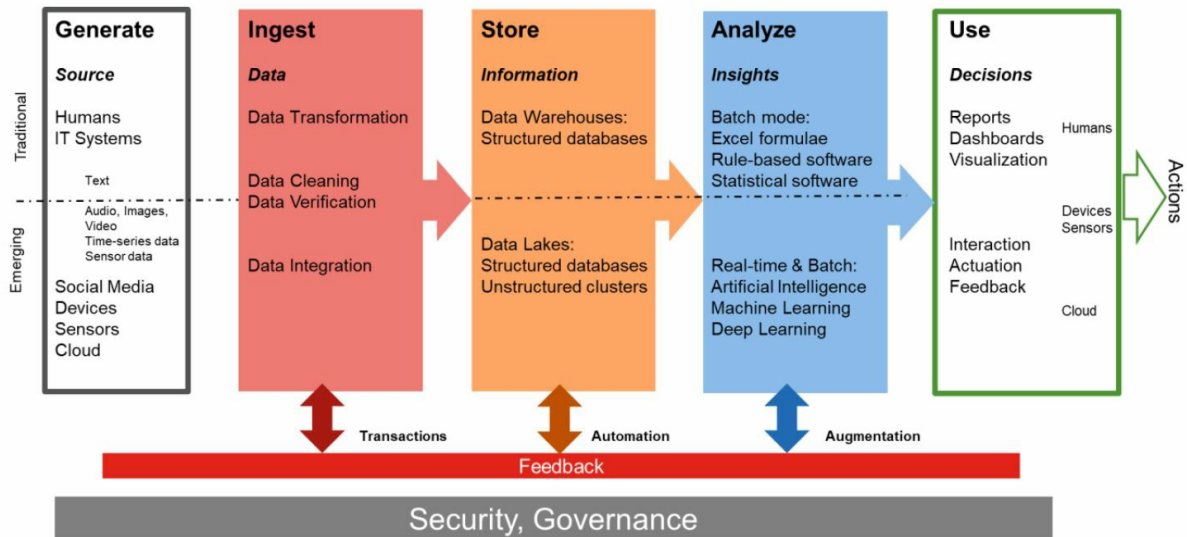 Generate
Source
Humans
IT Systems
Text
Audio, Images,
Video
Time-series data
Sensor data
Social Media
Devices
Sensors
Cloud
Traditional
Emerging
Ingest
Data
Data Transformation
Data Cleaning
Data Verification
Data Integration
Store
Information
Data Warehouses:
Structured databases
Data Lakes:
Structured databases
Unstructured clusters
Analyze
Insights
Batch mode:
Excel formulae
Rule-based software
Statistical software
Real-time & Batch:
Artificial Intelligence
Machine Learning
Deep Learning
Use
Decisions
Reports
Dashboards
Visualization
Humans
Devices
Sensors
Interaction
Actuation
Feedback
Cloud
Actions
Transactions
Automation
Augmentation
Feedback
Security, Governance